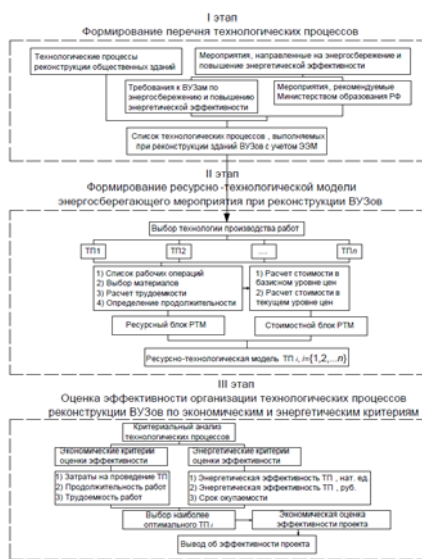 I этап
Формирование перечня технологических процессов
Технологические процессы
реконструкции общественных зданий
Мероприятия, направленные на энергосбережение и
повышение энергетической эффективности
Требования к ВУЗам по
энергосбережению и повышению
энергетической эффективности
Мероприятия, рекомендуемые
Министерством образования РФ
Список технологических процессов , выполняемых
при реконструкции зданий ВУЗов с учетом ЭЭМ
II этап
Формирование ресурсно -технологической модели
энергосберегающего мероприятия при реконструкции ВУЗов
Выбор технологии производства работ
ТП1 ТП2 .... ТПn
1) Список рабочих операций
2) Выбор материалов
3) Расчет трудоемкости
4) Определение продолжительности
1) Расчет стоимости в
базисном уровне цен
2) Расчет стоимости в
текущем уровне цен
Ресурсный блок РТМ
Стоимостной блок РТМ
Ресурсно-технологическая модель ТП i, i={1,2,...n}
III этап
Оценка эффективности организации технологических процессов
реконструкции ВУЗов по экономическим и энергетическим критериям
Критериальный анализ
технологических процессов
Экономические критерии
оценки эффективности
Энергетические критерии
оценки эффективности
1) Затраты на проведение ТП
2) Продолжительность работ
3) Трудоемкость работ
1) Энергетическая эффективность ТП , нат. ед.
2) Энергетическая эффективность ТП , руб.
3) Срок окупаемости
Выбор наиболее
оптимального ТП i
Экономическая оценка
эффективности проекта
Вывод об эффективности проекта